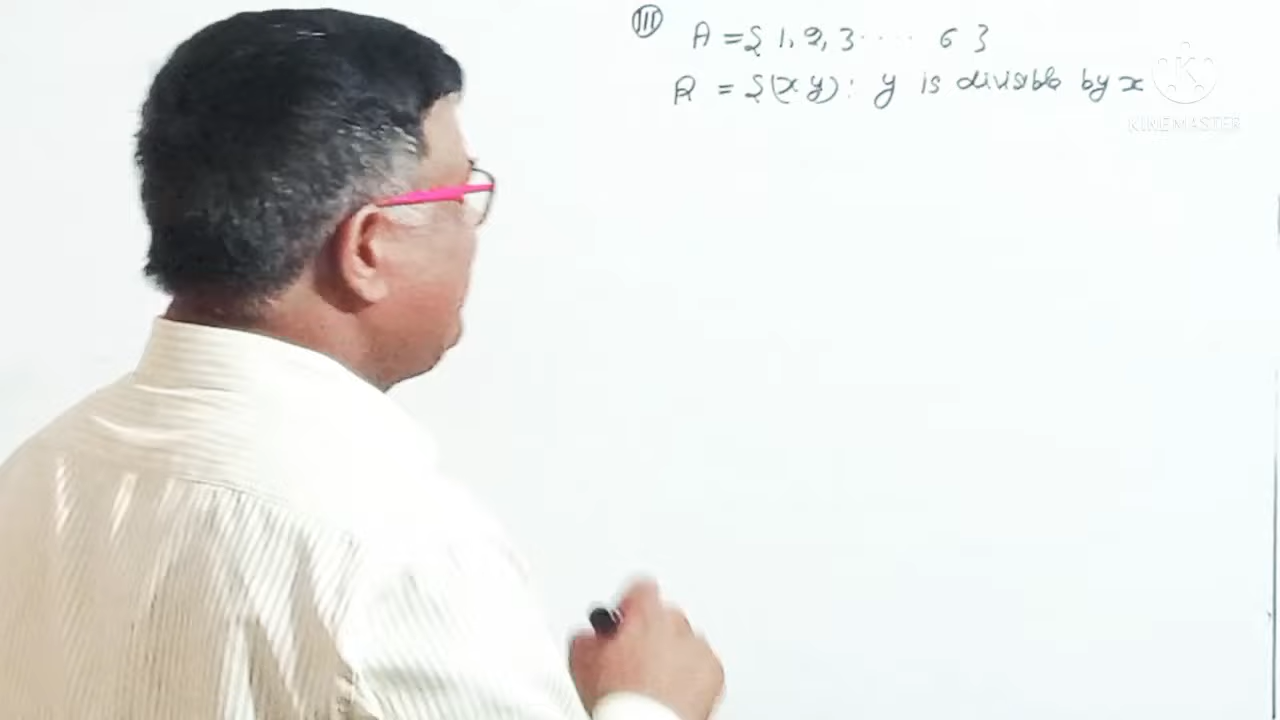 (III) A = { 1, 2, 3 .... 6 }
R = {(x y) : y is divisible by x
KINEMASTER